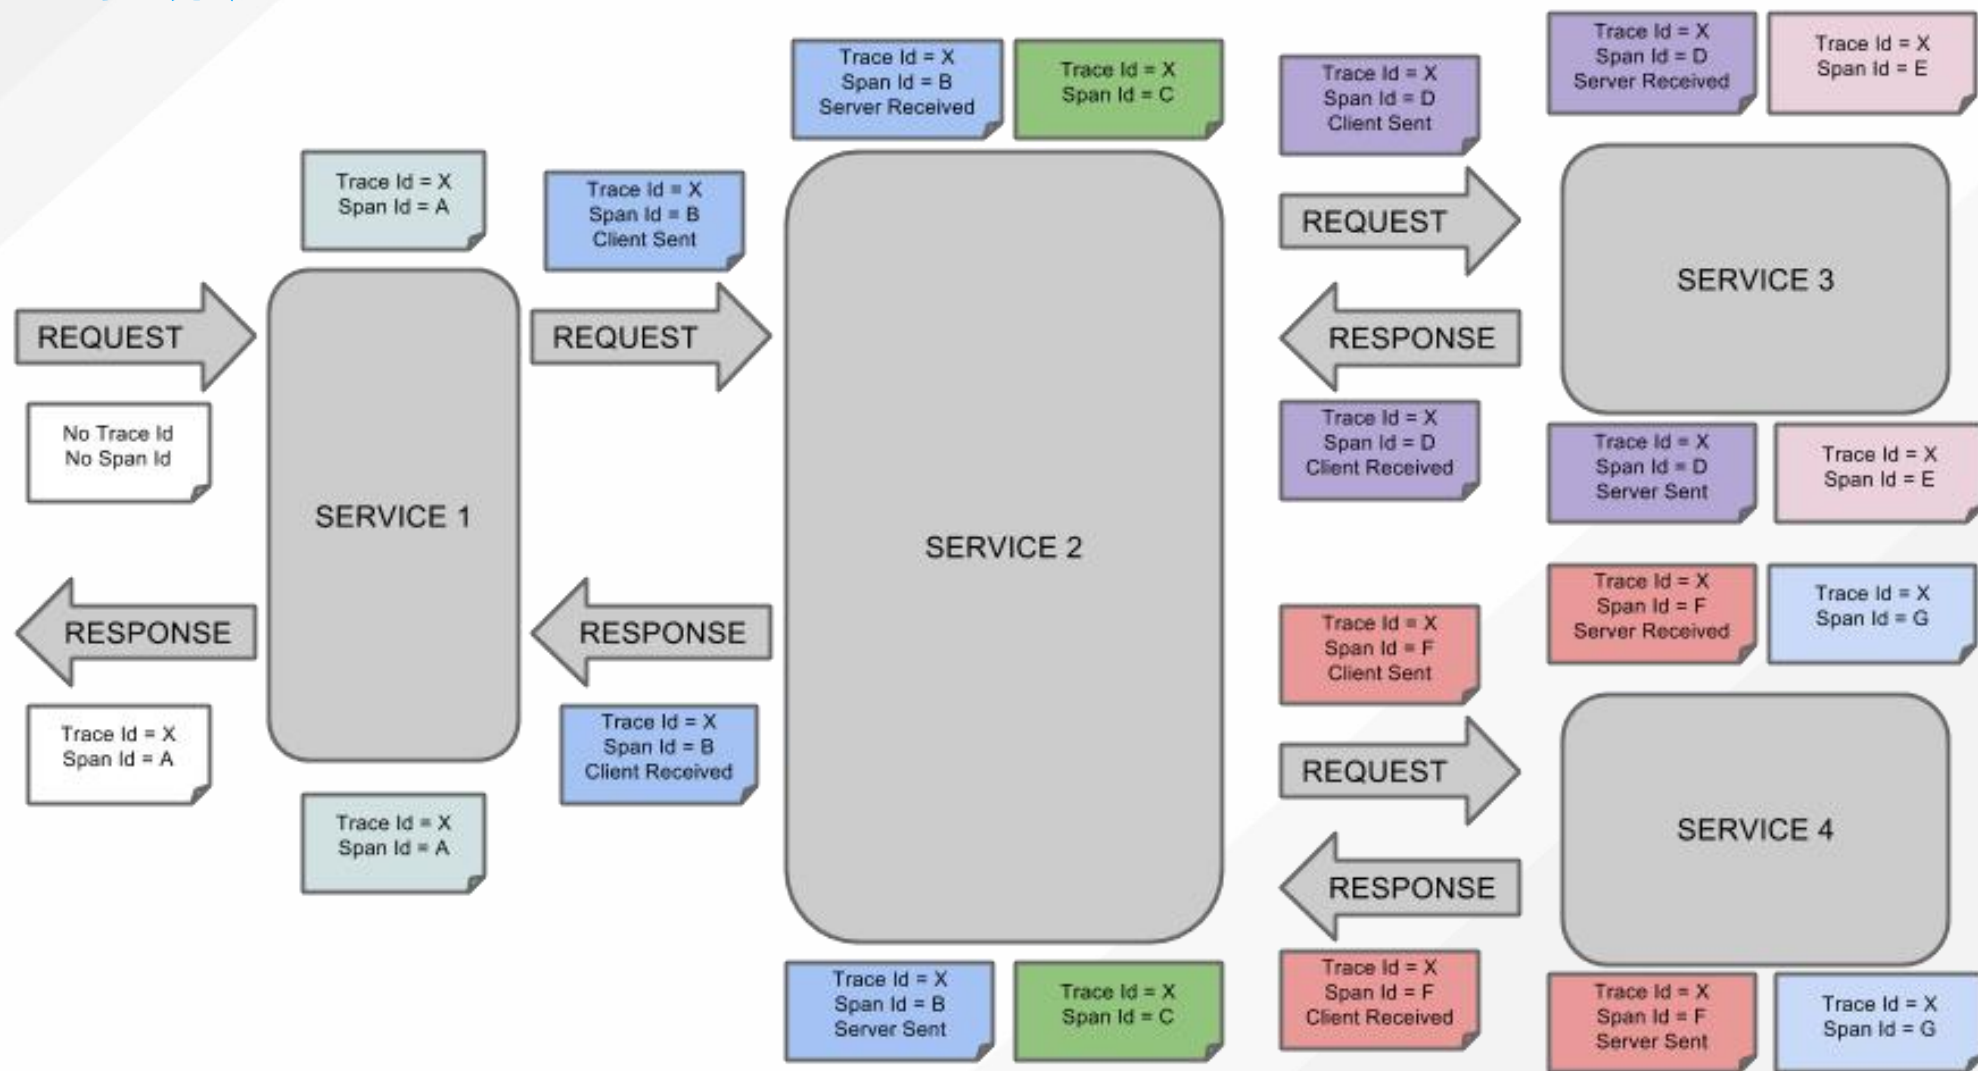 Trace Id = X
Span Id = A
REQUEST
No Trace Id
No Span Id
SERVICE 1
RESPONSE
Trace Id = X
Span Id = A
Trace Id = X
Span Id = A
Trace Id = X
Span Id = B
Client Sent
REQUEST
RESPONSE
Trace Id = X
Span Id = B
Client Received
Trace Id = X
Span Id = B
Server Received
Trace Id = X
Span Id = C
SERVICE 2
Trace Id = X
Span Id = B
Server Sent
Trace Id = X
Span Id = C
Trace Id = X
Span Id = D
Client Sent
REQUEST
RESPONSE
Trace Id = X
Span Id = D
Client Received
Trace Id = X
Span Id = D
Server Received
Trace Id = X
Span Id = E
SERVICE 3
Trace Id = X
Span Id = D
Server Sent
Trace Id = X
Span Id = E
Trace Id = X
Span Id = F
Client Sent
REQUEST
RESPONSE
Trace Id = X
Span Id = F
Client Received
Trace Id = X
Span Id = F
Server Received
Trace Id = X
Span Id = G
SERVICE 4
Trace Id = X
Span Id = F
Server Sent
Trace Id = X
Span Id = G